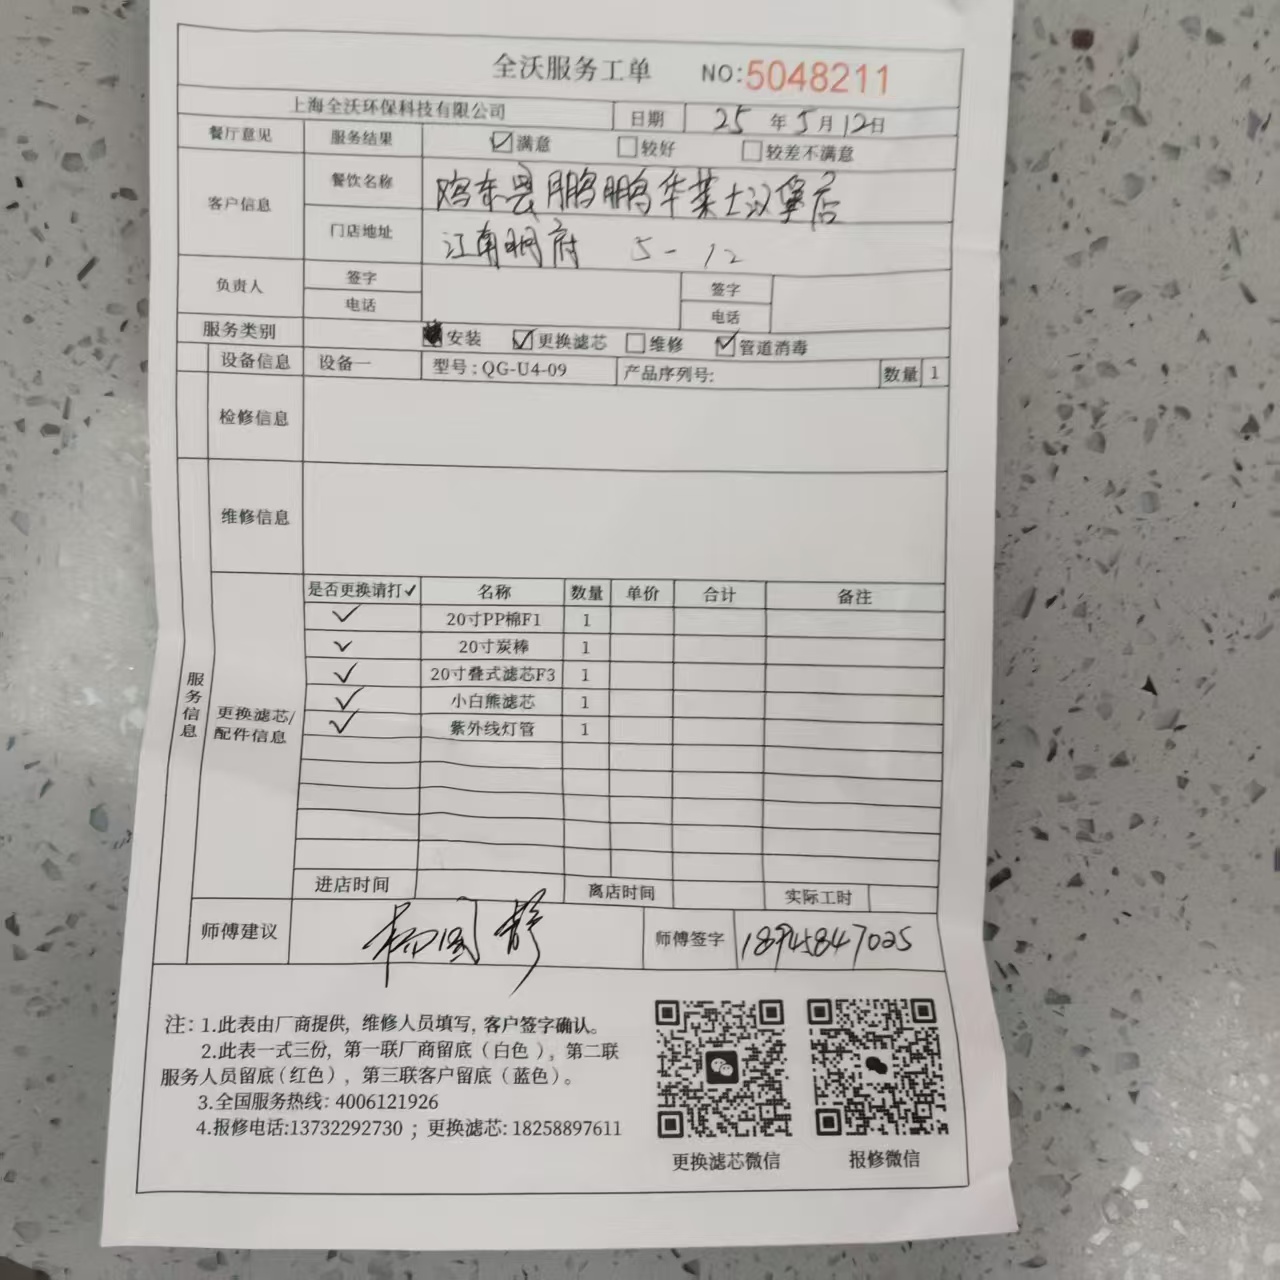 全沃服务工单 NO:5048211
上海全沃环保科技有限公司 日期 25 年 5 月 12 日
餐厅意见 服务结果 ☑满意 □较好 □较差不满意
客户信息 餐饮名称 鸡东县鹏鹏华莱士汉堡店
门店地址 江南明府 5-12
负责人 签字 签字
电话 电话
服务类别 安装 ☑更换滤芯 □维修 ☑管道消毒
设备信息 设备一 型号:QG-U4-09 产品序列号: 数量 1
检修信息
维修信息
服务信息
更换滤芯/配件信息
是否更换请打✓ 名称 数量 单价 合计 备注
✓ 20寸PP棉F1 1
✓ 20寸炭棒 1
✓ 20寸叠式滤芯F3 1
✓ 小白熊滤芯 1
✓ 紫外线灯管 1
进店时间 离店时间 实际工时
师傅建议 师傅签字 18945847025
注:1.此表由厂商提供, 维修人员填写, 客户签字确认。
2.此表一式三份, 第一联厂商留底(白色), 第二联
服务人员留底(红色), 第三联客户留底(蓝色)。
3.全国服务热线: 4006121926
4.报修电话:13732292730 ; 更换滤芯: 18258897611
更换滤芯微信 报修微信